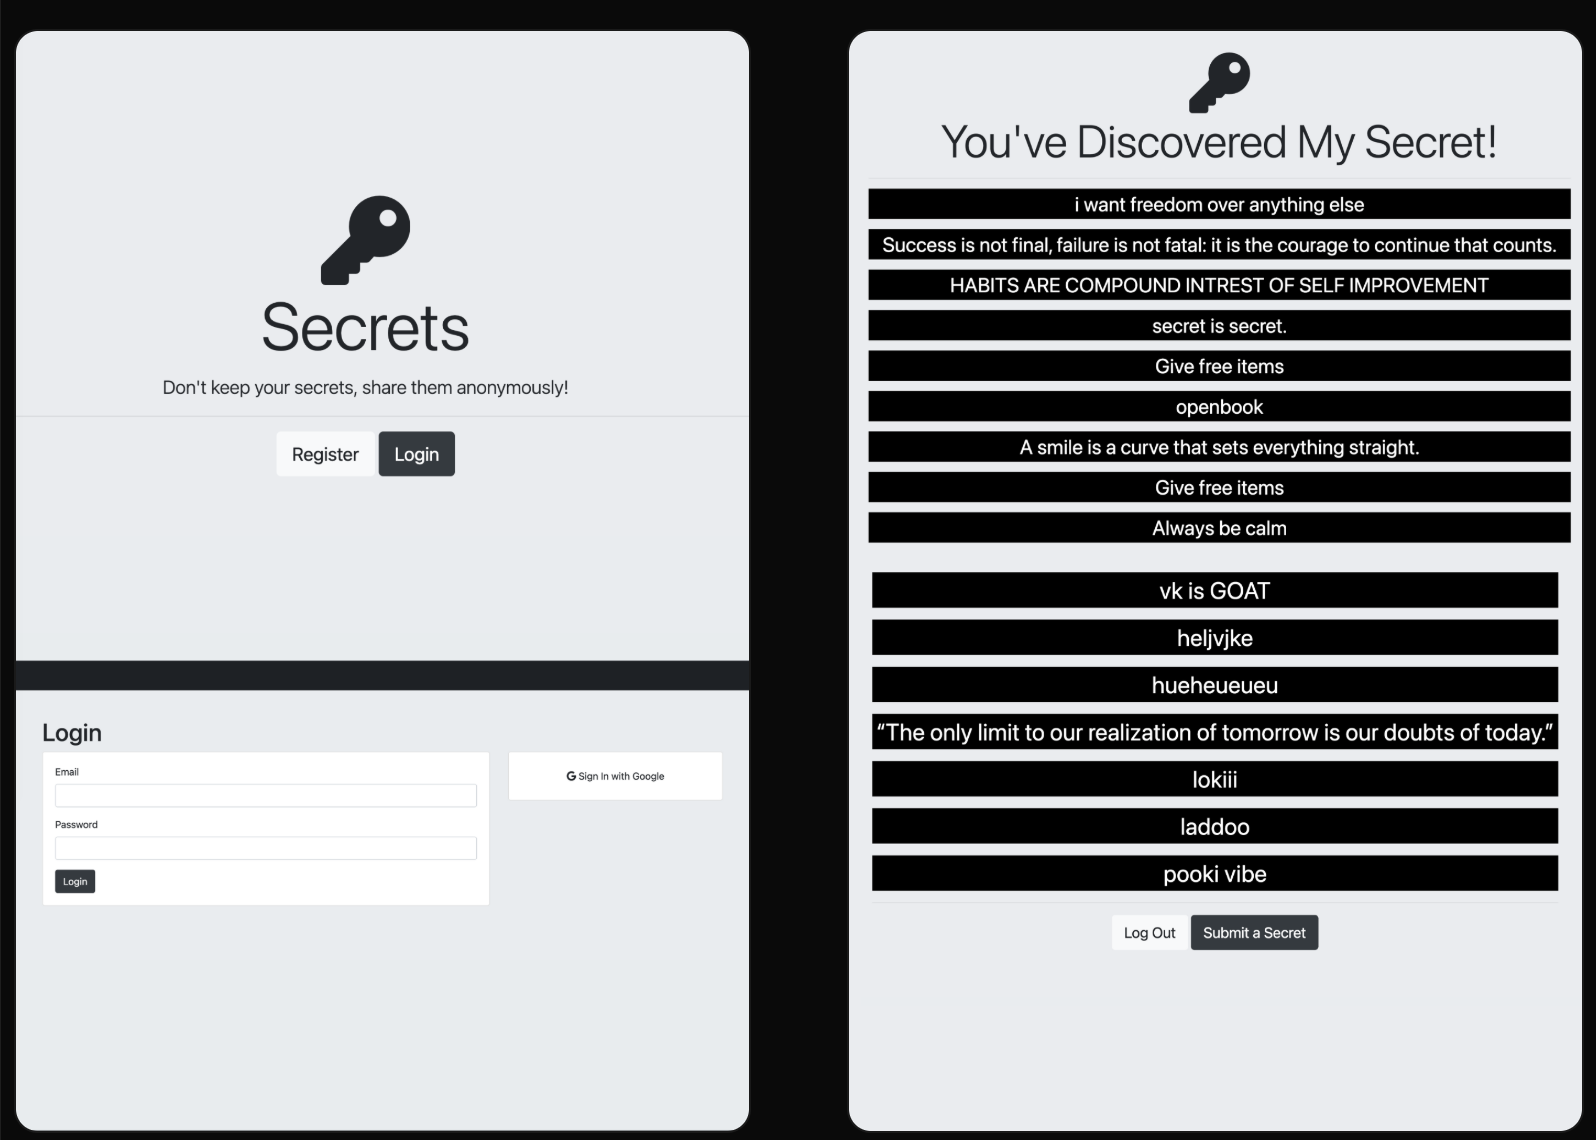 Secrets
Don't keep your secrets, share them anonymously!
Register
Login
Login
Email
Password
Login
Sign In with Google
You've Discovered My Secret!
i want freedom over anything else
Success is not final, failure is not fatal: it is the courage to continue that counts.
HABITS ARE COMPOUND INTREST OF SELF IMPROVEMENT
secret is secret.
Give free items
openbook
A smile is a curve that sets everything straight.
Give free items
Always be calm
vk is GOAT
heljvjke
hueheueueu
“The only limit to our realization of tomorrow is our doubts of today.”
lokiii
laddoo
pooki vibe
Log Out
Submit a Secret